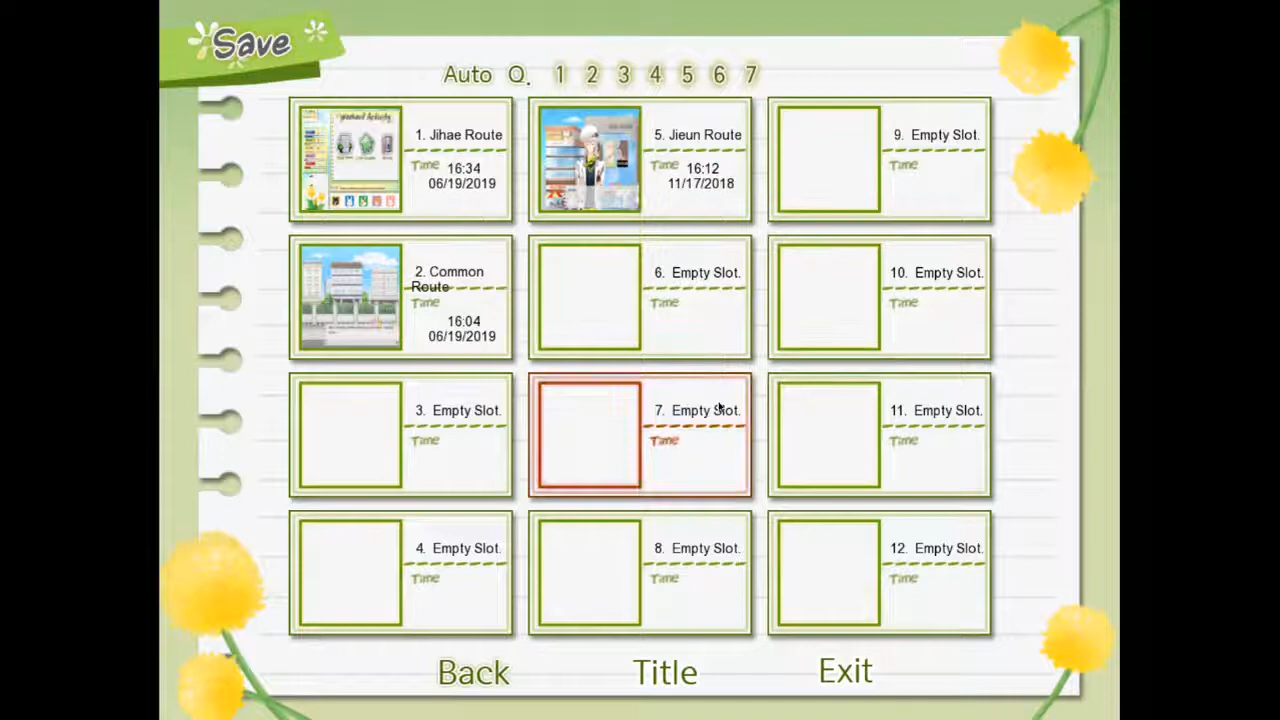 Save
Auto Q. 1 2 3 4 5 6 7
Weekend Activity
1. Jihae Route
Time
16:34
06/19/2019
5. Jieun Route
Time
16:12
11/17/2018
9. Empty Slot.
Time
2. Common
Route
Time
16:04
06/19/2019
6. Empty Slot.
Time
10. Empty Slot.
Time
3. Empty Slot.
Time
7. Empty Slot.
Time
11. Empty Slot.
Time
4. Empty Slot.
Time
8. Empty Slot.
Time
12. Empty Slot.
Time
Back
Title
Exit